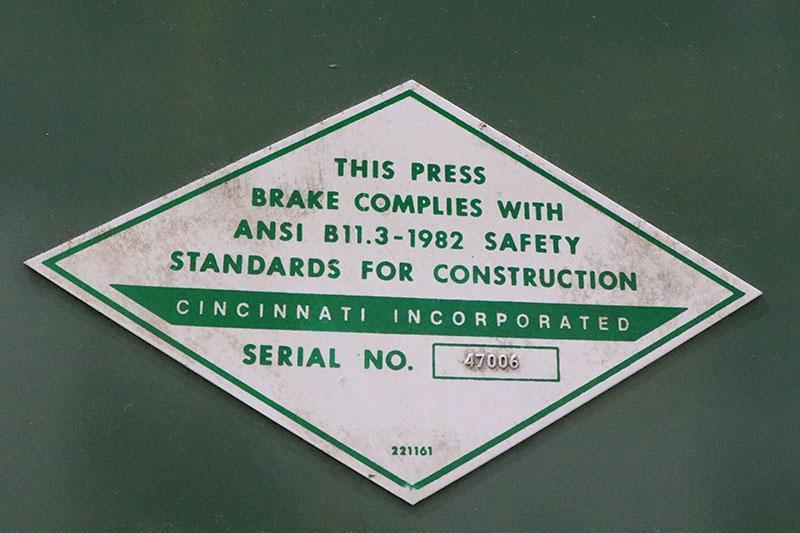 THIS PRESS
BRAKE COMPLIES WITH
ANSI B11.3-1982 SAFETY
STANDARDS FOR CONSTRUCTION
CINCINNATI INCORPORATED
SERIAL NO. 47006
221161